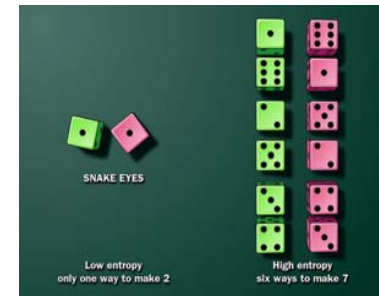 SNAKE EYES
Low entropy
only one way to make 2
High entropy
six ways to make 7